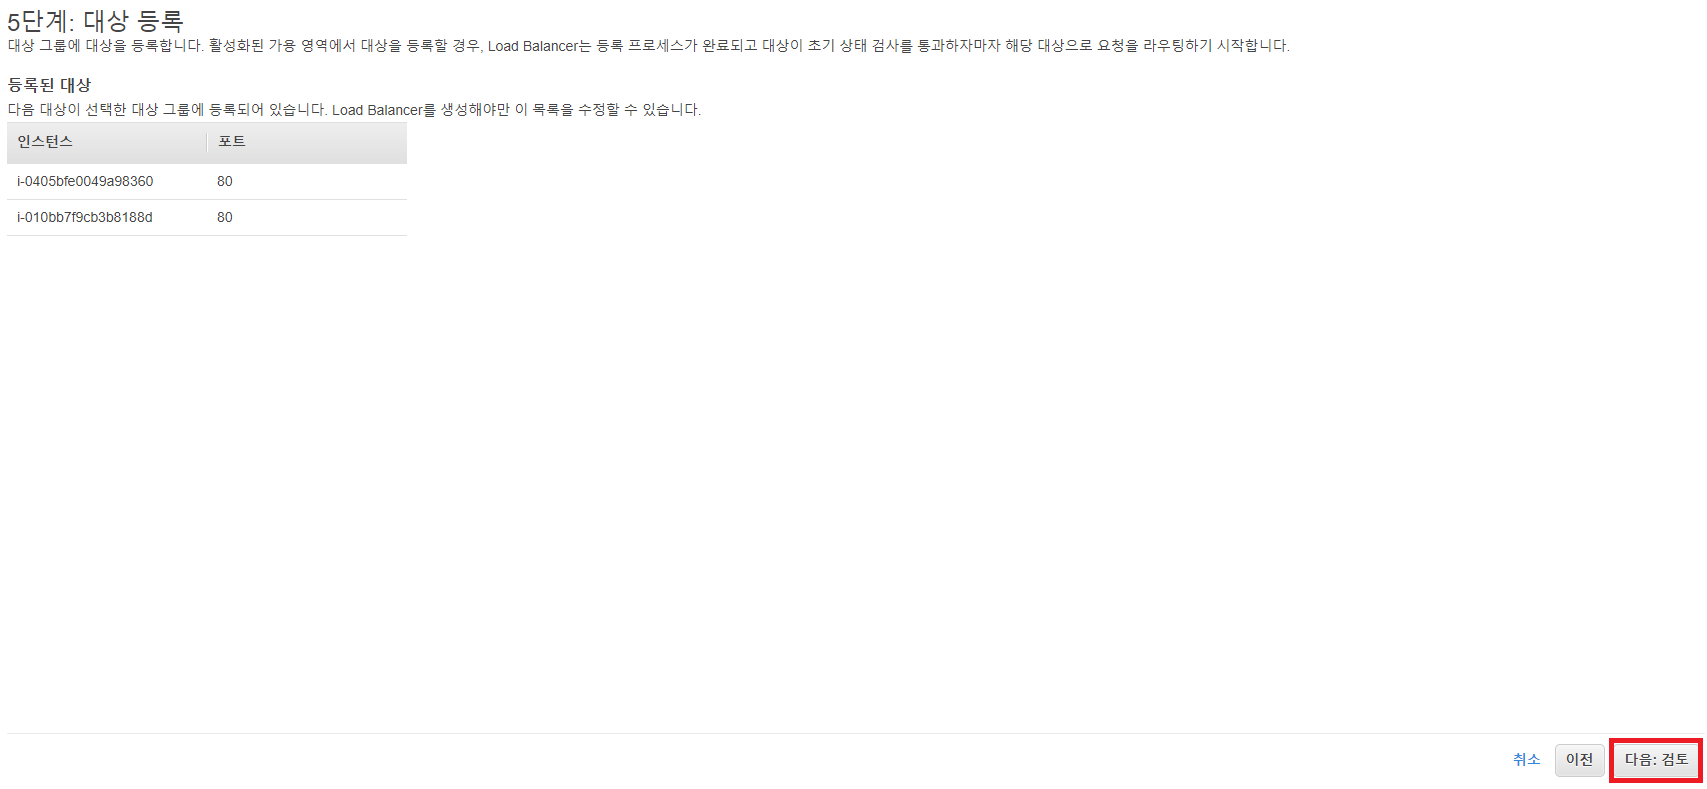 5단계: 대상 등록
대상 그룹에 대상을 등록합니다. 활성화된 가용 영역에서 대상을 등록할 경우, Load Balancer는 등록 프로세스가 완료되고 대상이 초기 상태 검사를 통과하자마자 해당 대상으로 요청을 라우팅하기 시작합니다.
등록된 대상
다음 대상이 선택한 대상 그룹에 등록되어 있습니다. Load Balancer를 생성해야만 이 목록을 수정할 수 있습니다.
인스턴스 포트
i-0405bfe0049a98360 80
i-010bb7f9cb3b8188d 80
취소 이전 다음: 검토